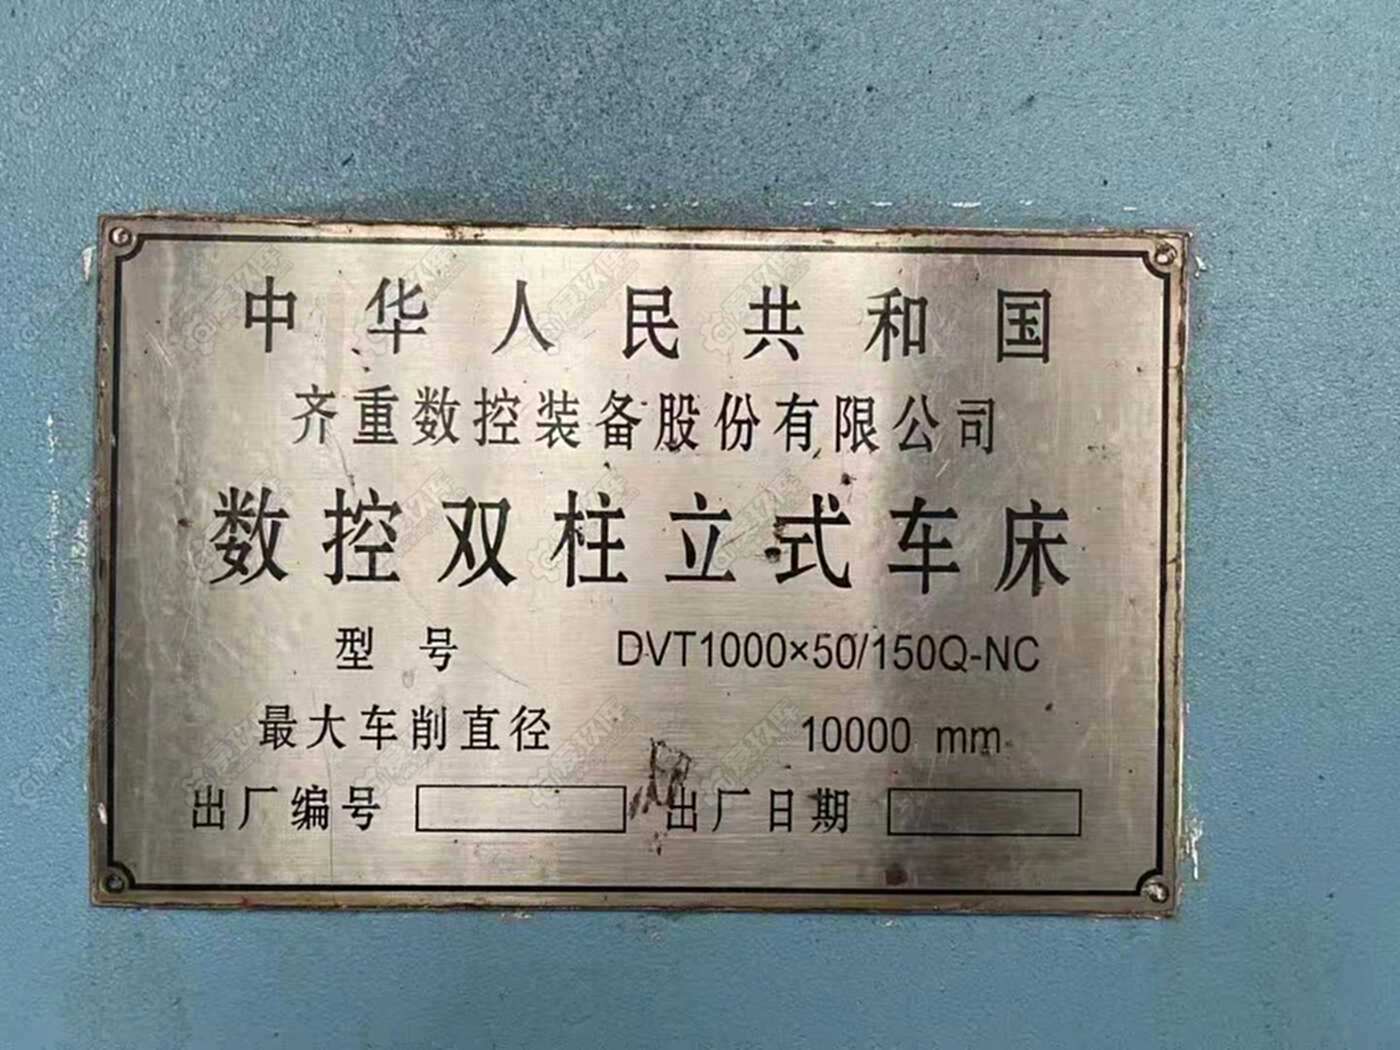 中华人民共和国
齐重数控装备股份有限公司
数控双柱立式车床
型号 DVT1000×50/150Q-NC
最大车削直径 10000 mm
出厂编号 出厂日期